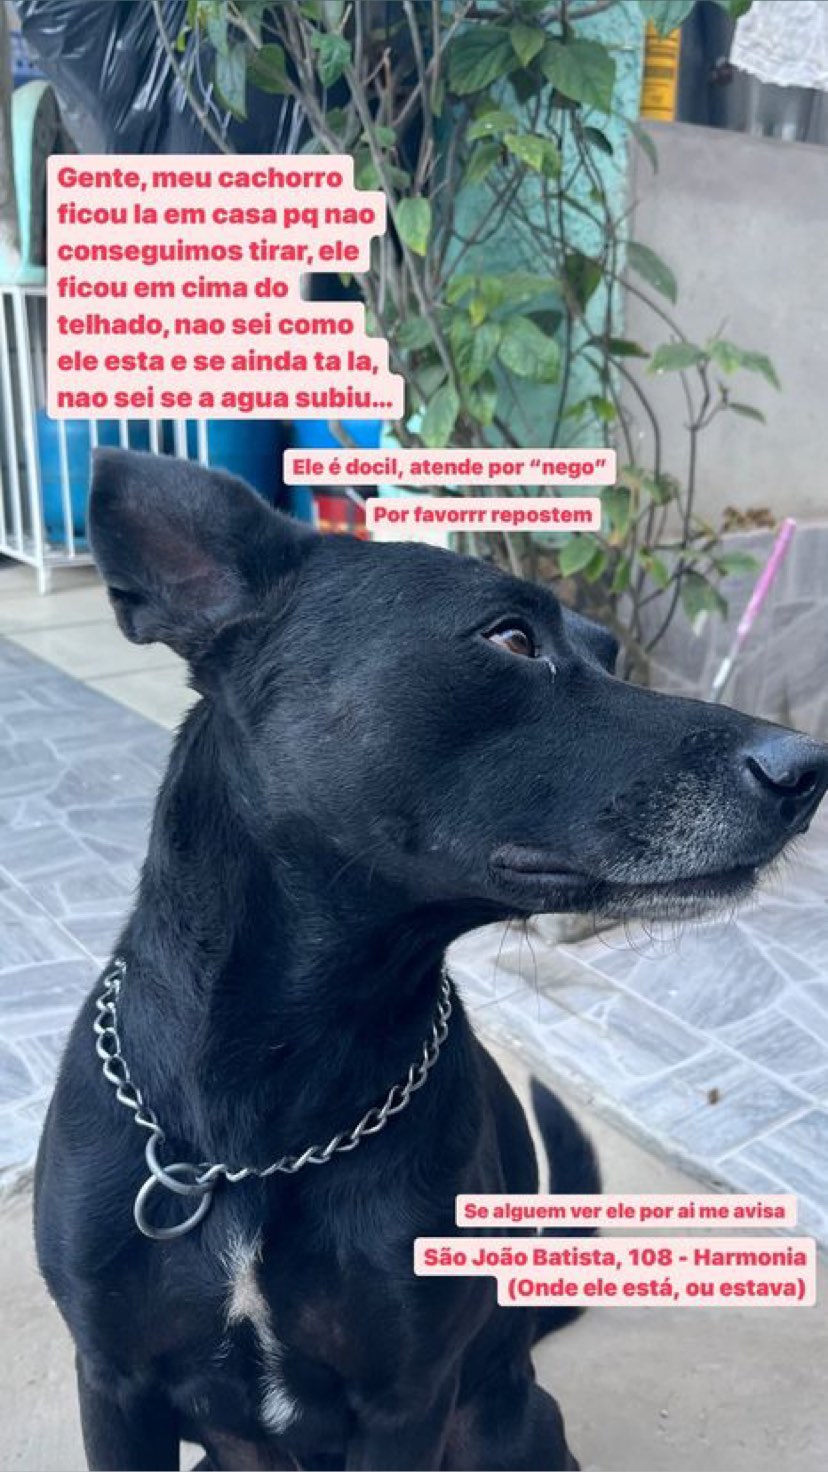 Gente, meu cachorro
ficou la em casa pq nao
conseguimos tirar, ele
ficou em cima do
telhado, nao sei como
ele esta e se ainda ta la,
nao sei se a agua subiu...
Ele é docil, atende por “nego”
Por favorrr repostem
Se alguem ver ele por ai me avisa
São João Batista, 108 - Harmonia
(Onde ele está, ou estava)